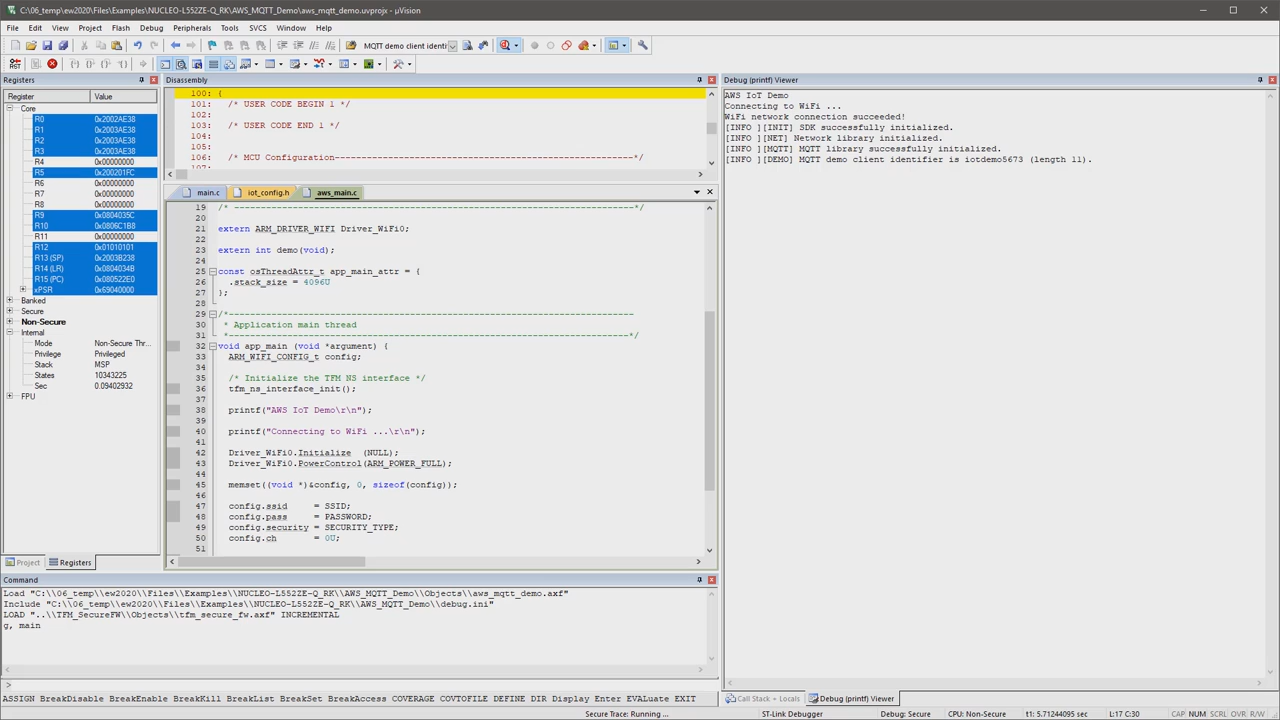 C:\06_temp\ew2020\Files\Examples\NUCLEO-L552ZE-Q_RK\AWS_MQTT_Demo\aws_mqtt_demo.uvprojx - µVision
File Edit View Project Flash Debug Peripherals Tools SVCS Window Help
MQTT demo client identi
RST
Registers
Register Value
Core
R0 0x2002AE38
R1 0x2003AE38
R2 0x2003AE38
R3 0x2003AE38
R4 0x00000000
R5 0x200201FC
R6 0x00000000
R7 0x00000000
R8 0x00000000
R9 0x0804035C
R10 0x0806C1B8
R11 0x00000000
R12 0x01010101
R13 (SP) 0x2003B238
R14 (LR) 0x0804034B
R15 (PC) 0x080522E0
xPSR 0x69040000
Banked
Secure
Non-Secure
Internal
Mode Non-Secure Thr...
Privilege Privileged
Stack MSP
States 10343225
Sec 0.09402932
FPU
Project Registers
Disassembly
100: {
101: /* USER CODE BEGIN 1 */
102:
103: /* USER CODE END 1 */
104:
105:
106: /* MCU Configuration--------------------------------------------------------*/
main.c iot_config.h aws_main.c
19 /* ---------------------------------------------------------------------------*/
20
21 extern ARM_DRIVER_WIFI Driver_WiFi0;
22
23 extern int demo(void);
24
25 const osThreadAttr_t app_main_attr = {
26 .stack_size = 4096U
27 };
28
29 /*----------------------------------------------------------------------------
30 * Application main thread
31 *---------------------------------------------------------------------------*/
32 void app_main (void *argument) {
33 ARM_WIFI_CONFIG_t config;
34
35 /* Initialize the TFM NS interface */
36 tfm_ns_interface_init();
37
38 printf("AWS IoT Demo\r\n");
39
40 printf("Connecting to WiFi ...\r\n");
41
42 Driver_WiFi0.Initialize (NULL);
43 Driver_WiFi0.PowerControl(ARM_POWER_FULL);
44
45 memset((void *)&config, 0, sizeof(config));
46
47 config.ssid = SSID;
48 config.pass = PASSWORD;
49 config.security = SECURITY_TYPE;
50 config.ch = 0U;
51
Debug (printf) Viewer
AWS IoT Demo
Connecting to WiFi ...
WiFi network connection succeeded!
[INFO ][INIT] SDK successfully initialized.
[INFO ][NET] Network library initialized.
[INFO ][MQTT] MQTT library successfully initialized.
[INFO ][DEMO] MQTT demo client identifier is iotdemo5673 (length 11).
Call Stack + Locals Debug (printf) Viewer
Command
Load "C:\\06_temp\\ew2020\\Files\\Examples\\NUCLEO-L552ZE-Q_RK\\AWS_MQTT_Demo\\Objects\\aws_mqtt_demo.axf"
Include "C:\\06_temp\\ew2020\\Files\\Examples\\NUCLEO-L552ZE-Q_RK\\AWS_MQTT_Demo\\debug.ini"
LOAD "..\\TFM_SecureFW\\Objects\\tfm_secure_fw.axf" INCREMENTAL
g, main
>
ASSIGN BreakDisable BreakEnable BreakKill BreakList BreakSet BreakAccess COVERAGE COVTOFILE DEFINE DIR Display Enter EVALuate EXIT
Secure Trace: Running ... ST-Link Debugger Debug: Secure CPU: Non-Secure t1: 5.71244095 sec L:17 C:30 CAP NUM SCRL OVR R/W